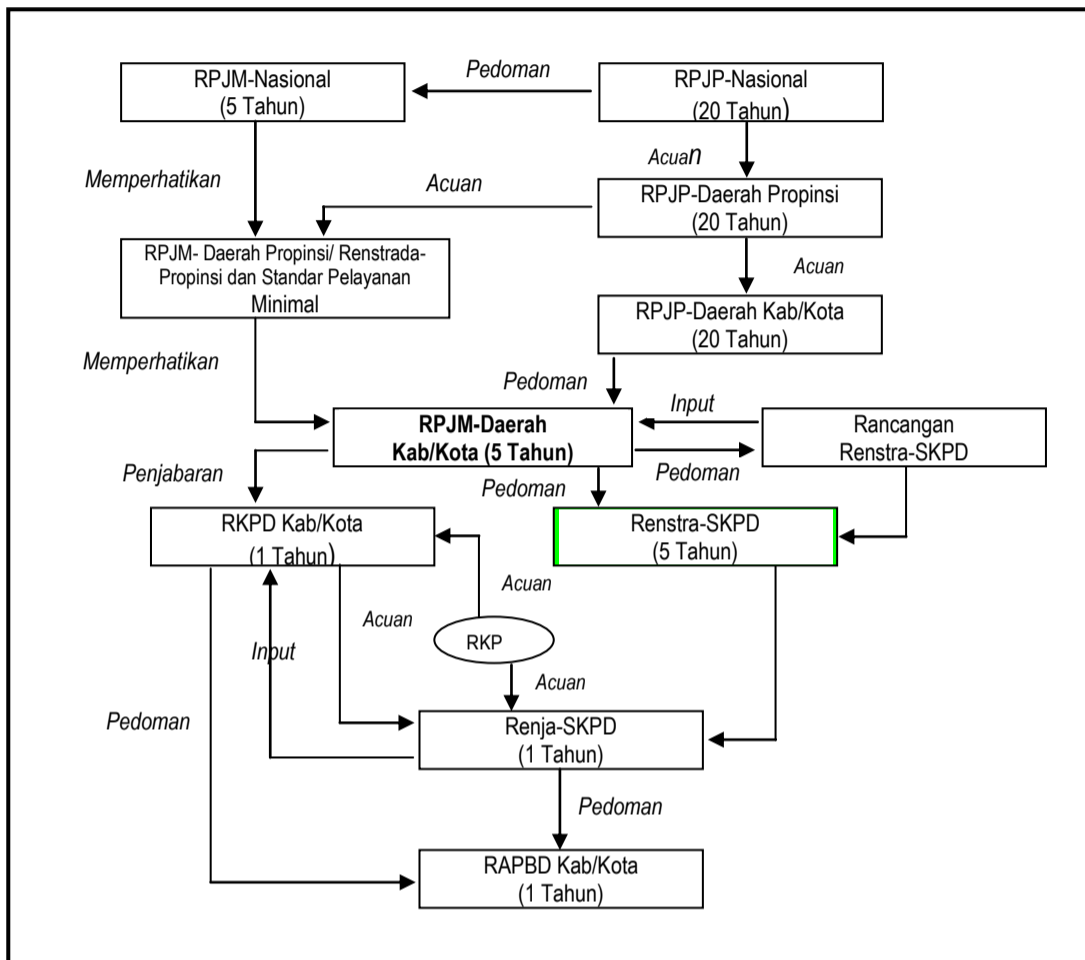 Pedoman
RPJM-Nasional
(5 Tahun)
RPJP-Nasional
(20 Tahun)
Acuan
Memperhatikan
Acuan
RPJP-Daerah Propinsi
(20 Tahun)
RPJM- Daerah Propinsi/ Renstrada-
Propinsi dan Standar Pelayanan
Minimal
Acuan
RPJP-Daerah Kab/Kota
(20 Tahun)
Memperhatikan
Pedoman
Input
RPJM-Daerah
Kab/Kota (5 Tahun)
Rancangan
Renstra-SKPD
Penjabaran
Pedoman
Pedoman
RKPD Kab/Kota
(1 Tahun)
Renstra-SKPD
(5 Tahun)
Acuan
Acuan
RKP
Input
Acuan
Pedoman
Renja-SKPD
(1 Tahun)
Pedoman
RAPBD Kab/Kota
(1 Tahun)